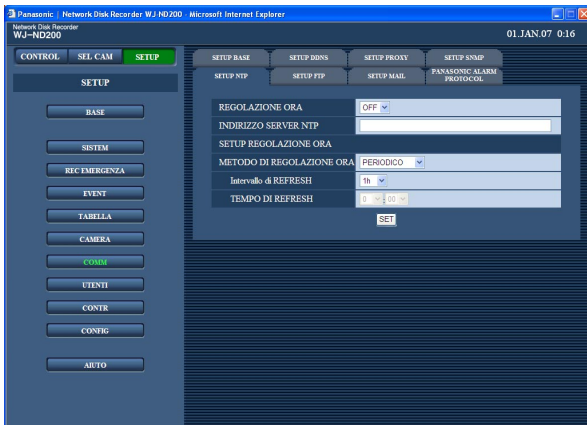 Panasonic | Network Disk Recorder WJ-ND200 - Microsoft Internet Explorer
Network Disk Recorder
WJ-ND200
01.JAN.07 0:16
CONTROL SEL CAM SETUP
SETUP
BASE
SISTEM
REC EMERGENZA
EVENT
TABELLA
CAMERA
COMM
UTENTI
CONTR
CONFIG
AIUTO
SETUP BASE SETUP DDNS SETUP PROXY SETUP SNMP
SETUP NTP SETUP FTP SETUP MAIL PANASONIC ALARM PROTOCOL
REGOLAZIONE ORA OFF
INDIRIZZO SERVER NTP
SETUP REGOLAZIONE ORA
METODO DI REGOLAZIONE ORA PERIODICO
Intervallo di REFRESH 1h
TEMPO DI REFRESH 0 : 00
SET